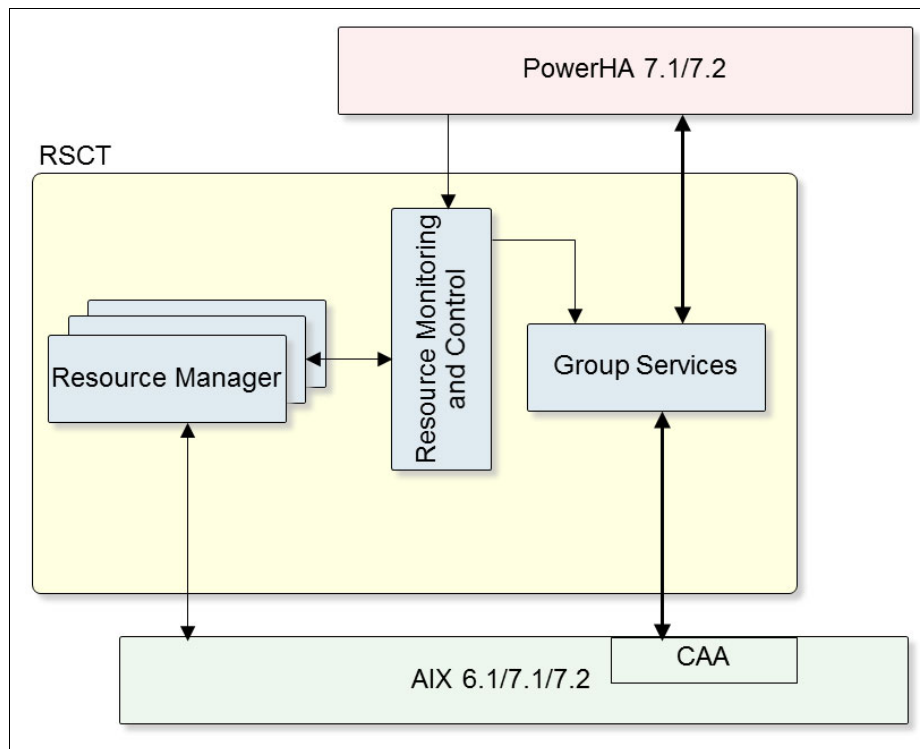 PowerHA 7.1/7.2
RSCT
Resource Monitoring
and Control
Resource Manager
Group Services
CAA
AIX 6.1/7.1/7.2